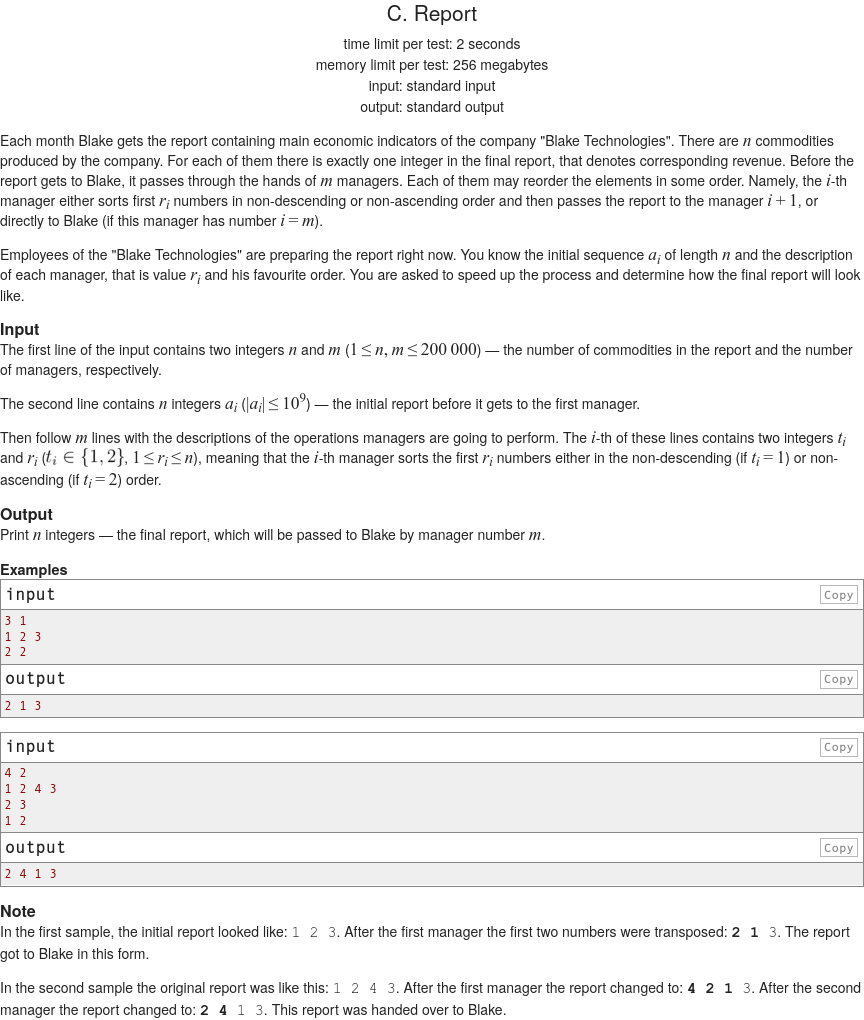 C. Report
time limit per test: 2 seconds
memory limit per test: 256 megabytes
input: standard input
output: standard output
Each month Blake gets the report containing main economic indicators of the company "Blake Technologies". There are n commodities
produced by the company. For each of them there is exactly one integer in the final report, that denotes corresponding revenue. Before the
report gets to Blake, it passes through the hands of m managers. Each of them may reorder the elements in some order. Namely, the i-th
manager either sorts first r_i numbers in non-descending or non-ascending order and then passes the report to the manager i + 1, or
directly to Blake (if this manager has number i = m).
Employees of the "Blake Technologies" are preparing the report right now. You know the initial sequence a_i of length n and the description
of each manager, that is value r_i and his favourite order. You are asked to speed up the process and determine how the final report will look
like.
Input
The first line of the input contains two integers n and m (1 ≤ n, m ≤ 200 000) — the number of commodities in the report and the number
of managers, respectively.
The second line contains n integers a_i (|a_i| ≤ 10^9) — the initial report before it gets to the first manager.
Then follow m lines with the descriptions of the operations managers are going to perform. The i-th of these lines contains two integers t_i
and r_i (t_i ∈ {1, 2}, 1 ≤ r_i ≤ n), meaning that the i-th manager sorts the first r_i numbers either in the non-descending (if t_i = 1) or non-
ascending (if t_i = 2) order.
Output
Print n integers — the final report, which will be passed to Blake by manager number m.
Examples
input Copy
3 1
1 2 3
2 2
output Copy
2 1 3
input Copy
4 2
1 2 4 3
2 3
1 2
output Copy
2 4 1 3
Note
In the first sample, the initial report looked like: 1 2 3. After the first manager the first two numbers were transposed: 2 1 3. The report
got to Blake in this form.
In the second sample the original report was like this: 1 2 4 3. After the first manager the report changed to: 4 2 1 3. After the second
manager the report changed to: 2 4 1 3. This report was handed over to Blake.